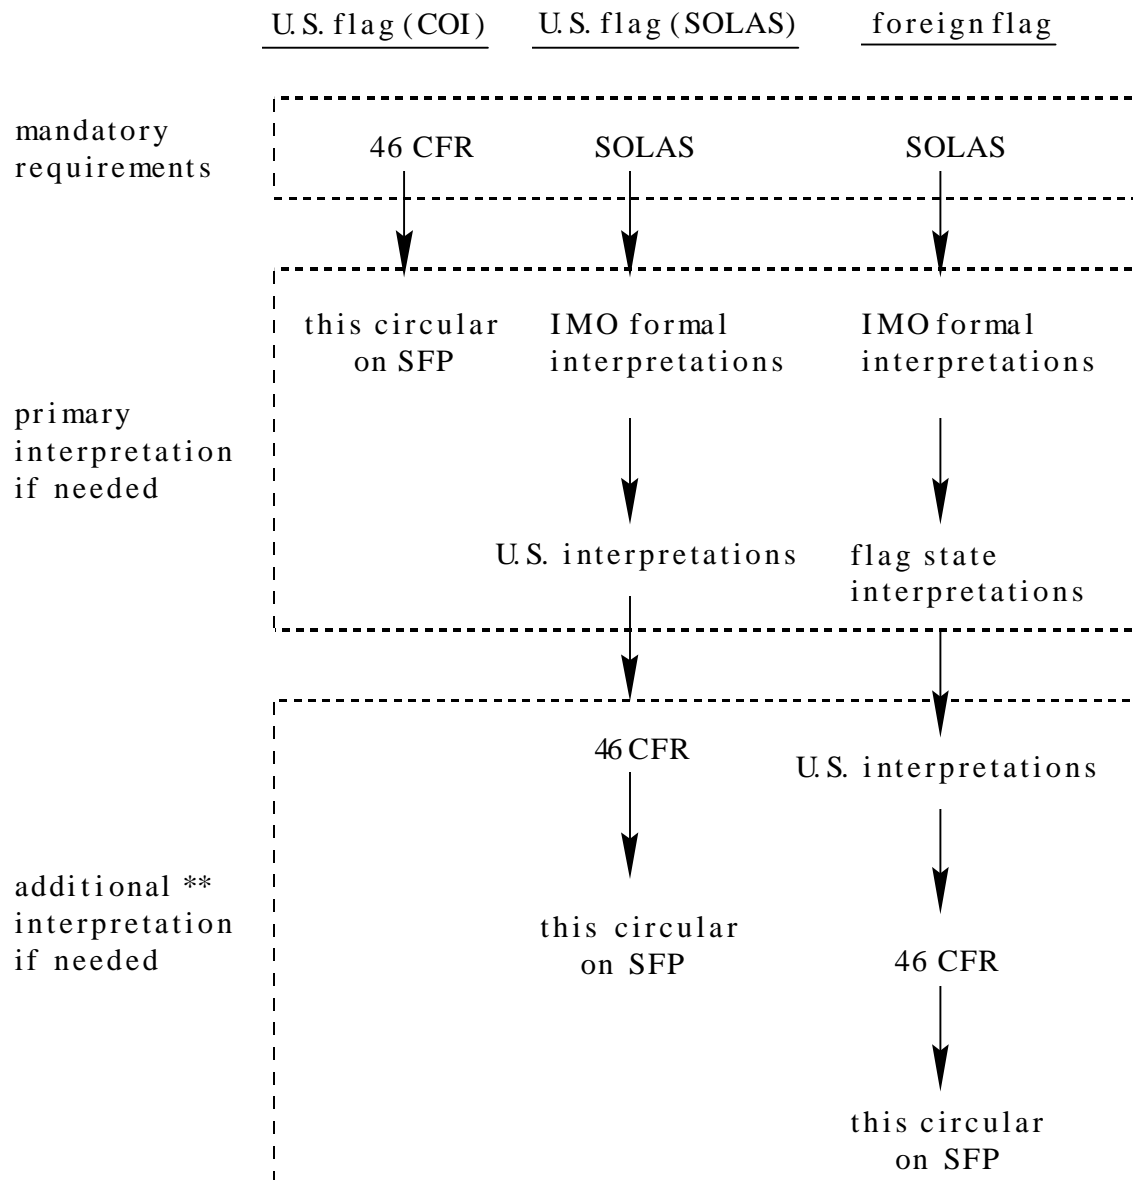 U.S. flag (COI) U.S. flag (SOLAS) foreign flag
mandatory
requirements
46 CFR SOLAS SOLAS
this circular
on SFP
IMO formal
interpretations
IMO formal
interpretations
primary
interpretation
if needed
U.S. interpretations
flag state
interpretations
46 CFR
U.S. interpretations
additional **
interpretation
if needed
this circular
on SFP
46 CFR
this circular
on SFP